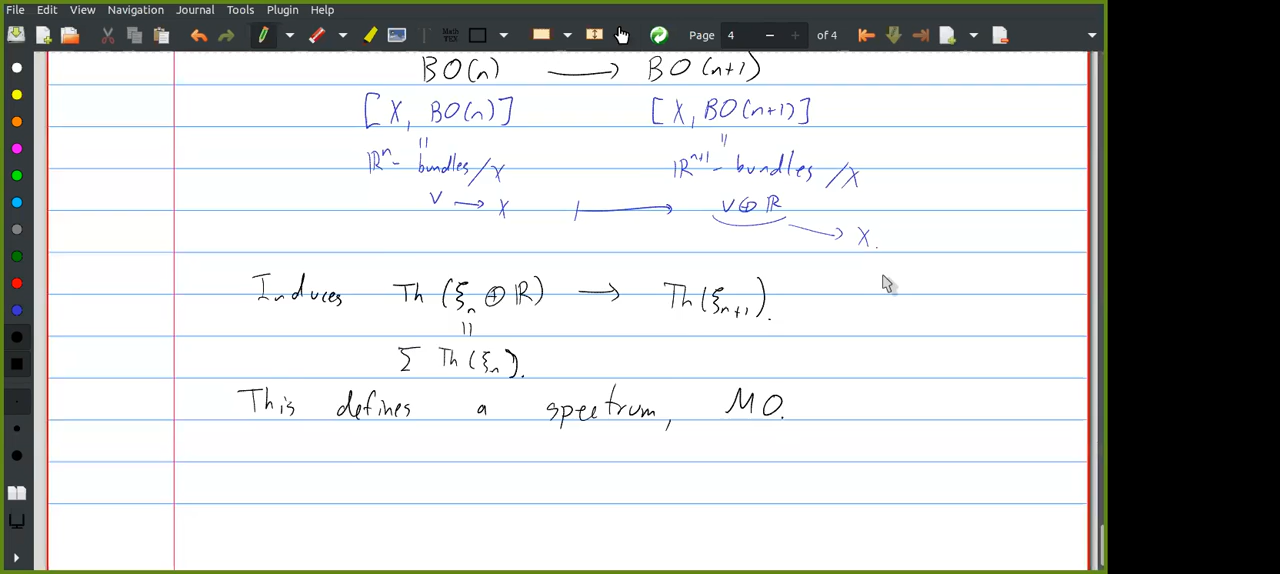 File Edit View Navigation Journal Tools Plugin Help
Page 4 of 4
BO(n) ⟶ BO(n+1)
[X, BO(n)] [X, BO(n+1)]
= =
ℝⁿ- bundles/X ℝⁿ⁺¹- bundles /X
V → X ⟼ V⊕ℝ → X.
Induces Th (ξₙ ⊕ ℝ) → Th(ξₙ₊₁).
=
Σ Th(ξₙ).
This defines a spectrum, MO.